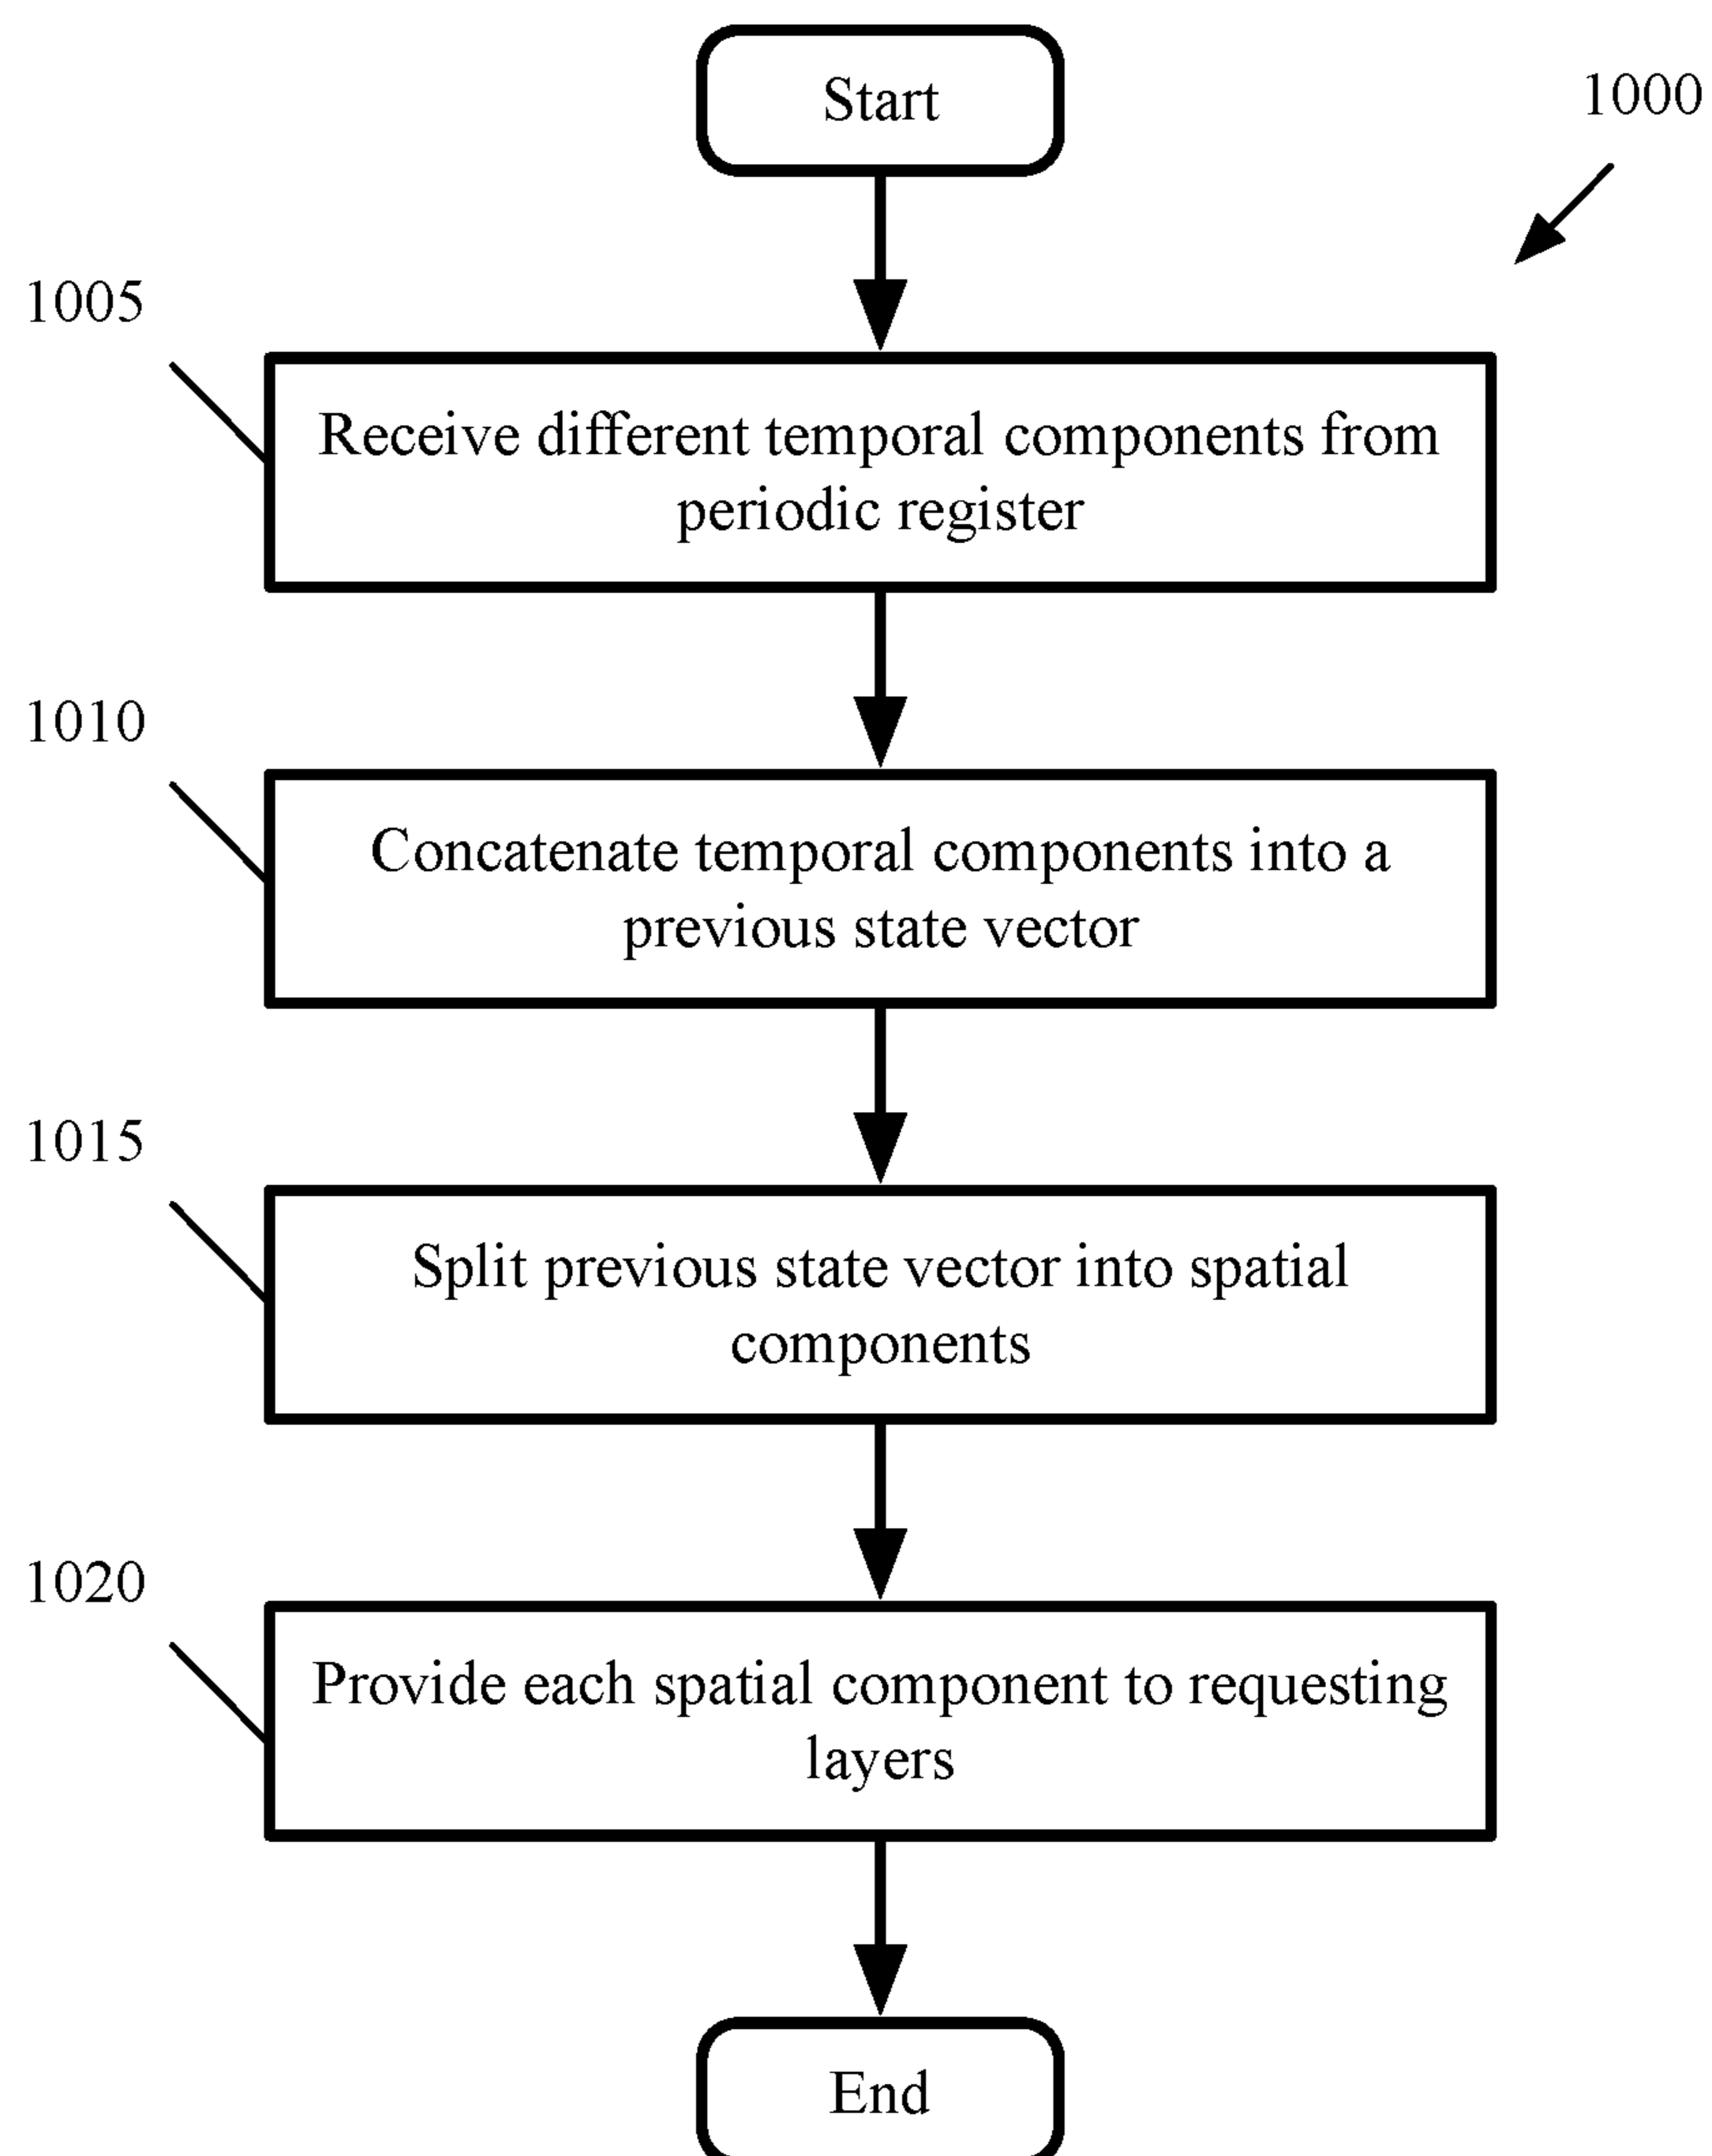 Start
1000
1005
Receive different temporal components from
periodic register
1010
Concatenate temporal components into a
previous state vector
1015
Split previous state vector into spatial
components
1020
Provide each spatial component to requesting
layers
End